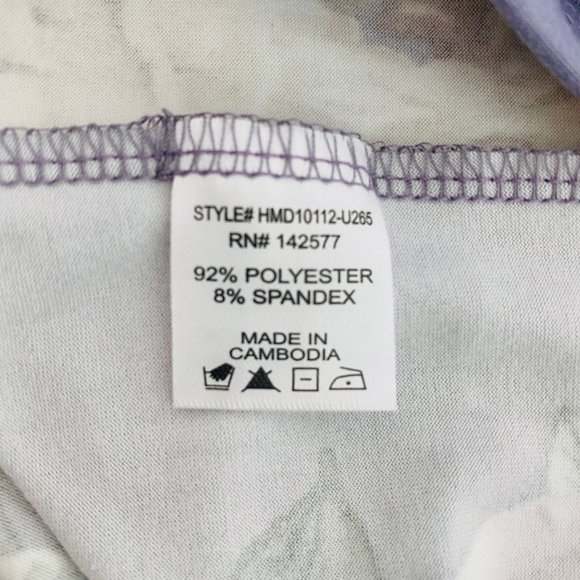 STYLE# HMD10112-U265
RN# 142577
92% POLYESTER
8% SPANDEX
MADE IN
CAMBODIA